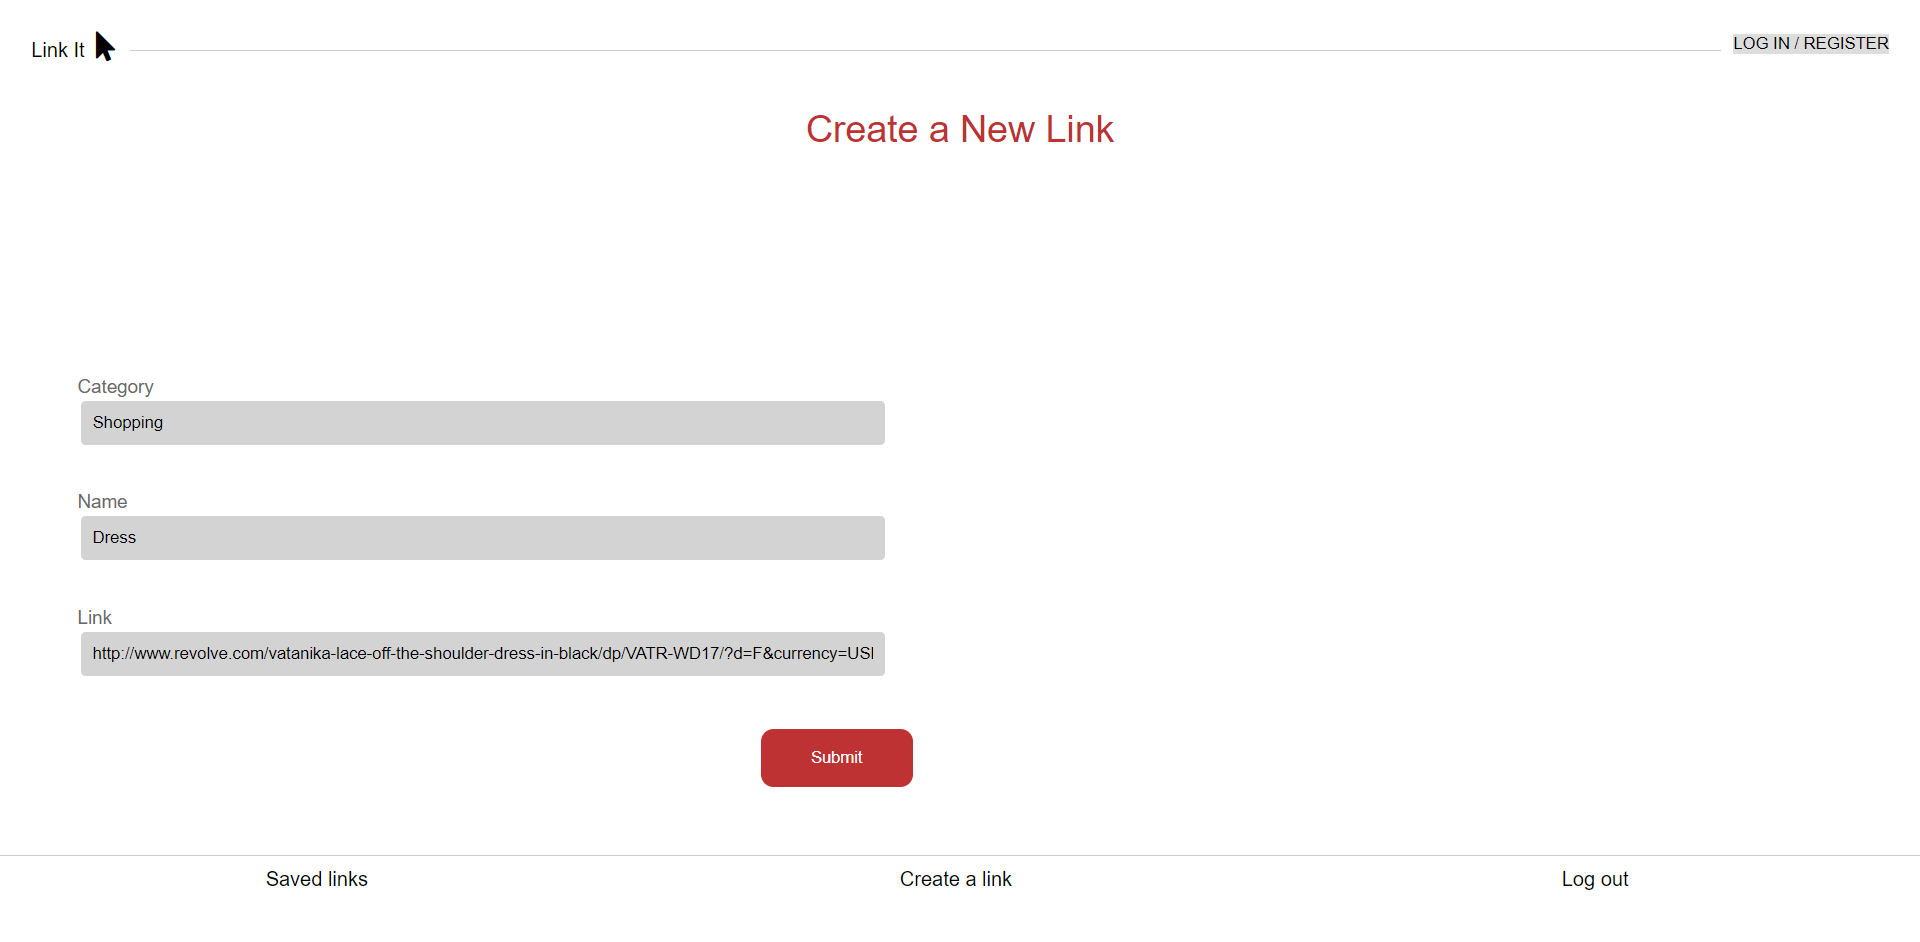 Link It
LOG IN / REGISTER
Create a New Link
Category
Shopping
Name
Dress
Link
http://www.revolve.com/vatanika-lace-off-the-shoulder-dress-in-black/dp/VATR-WD17/?d=F&currency=US
Submit
Saved links
Create a link
Log out